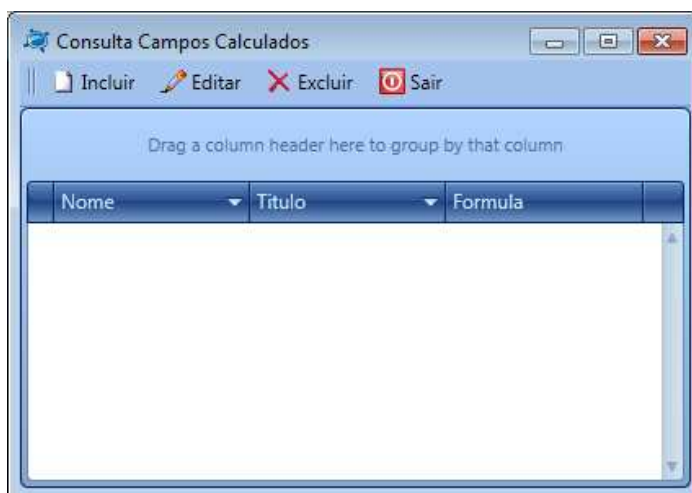 Consulta Campos Calculados
Incluir Editar Excluir Sair
Drag a column header here to group by that column
Nome Titulo Formula